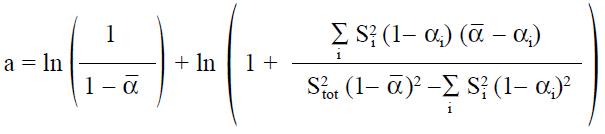 a = ln ( 1 / (1 – ᾱ) ) + ln ( 1 + ( ∑ᵢ Sᵢ² (1– αᵢ) (ᾱ – αᵢ) ) / ( S²ₜₒₜ (1– ᾱ)² –∑ᵢ Sᵢ² (1– αᵢ)² ) )